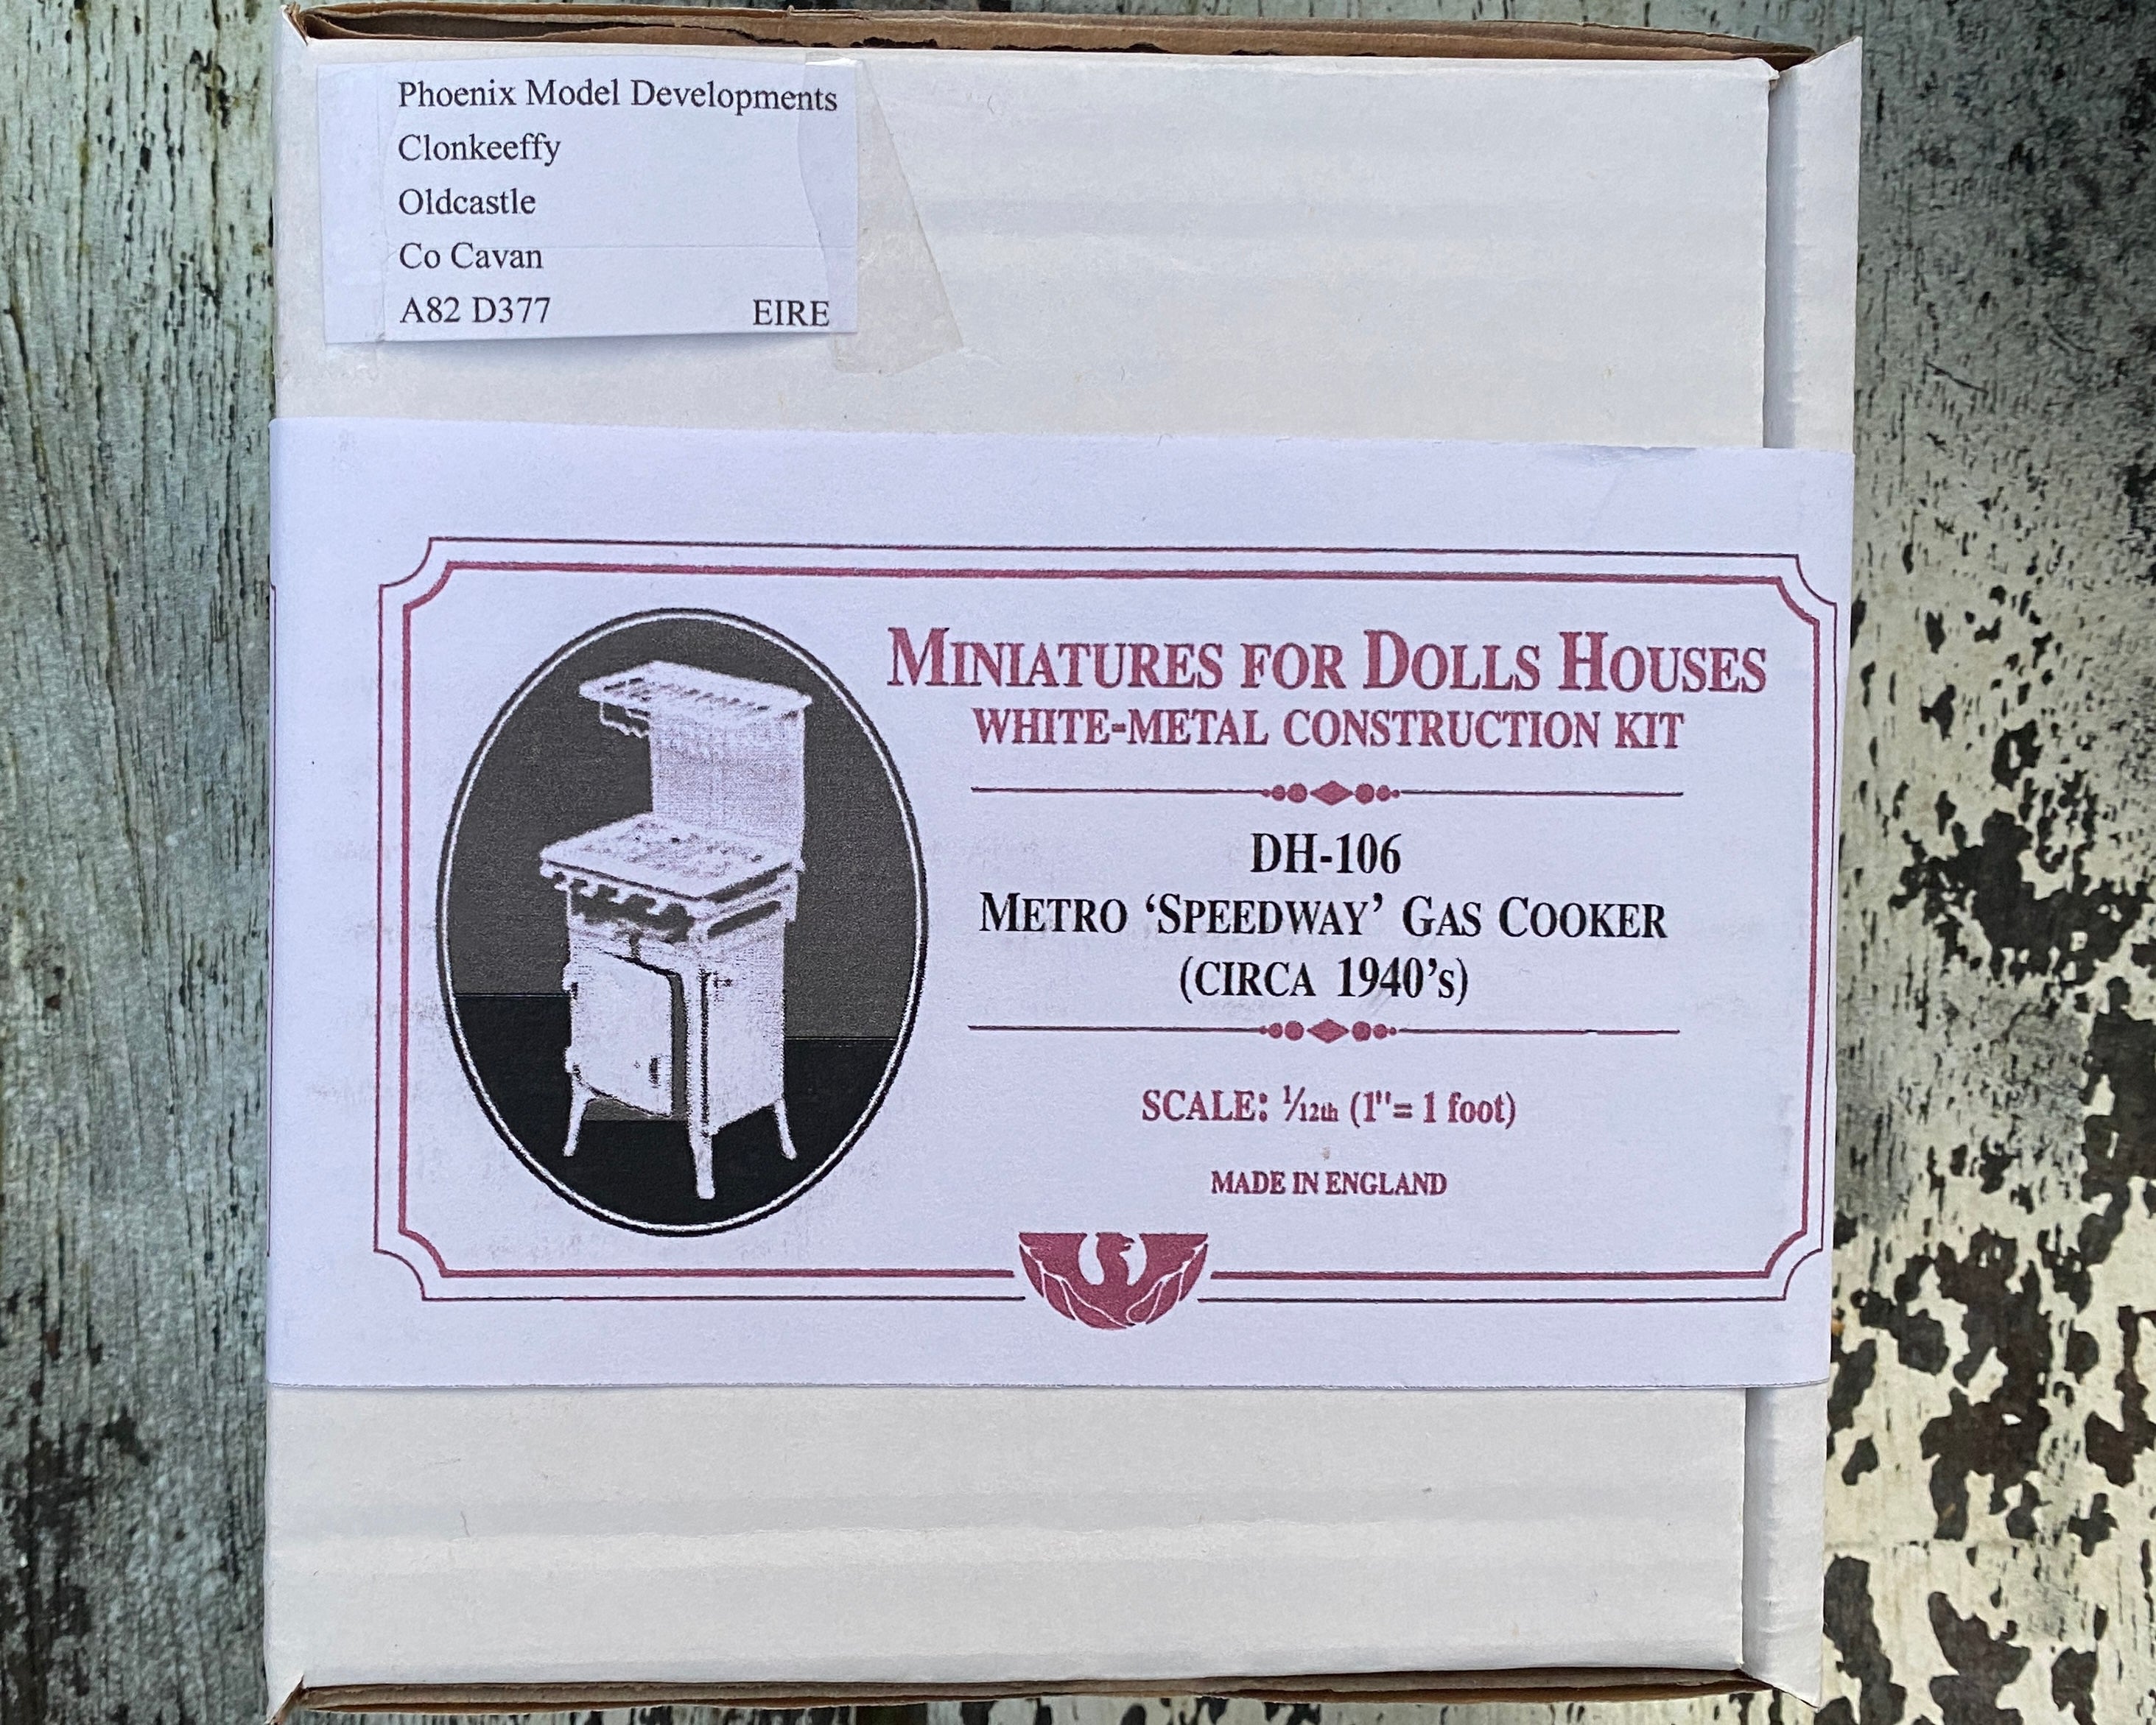 Phoenix Model Developments
Clonkeeffy
Oldcastle
Co Cavan
A82 D377 EIRE
MINIATURES FOR DOLLS HOUSES
WHITE-METAL CONSTRUCTION KIT
DH-106
METRO ‘SPEEDWAY’ GAS COOKER
(CIRCA 1940’s)
SCALE: 1/12th (1"= 1 foot)
MADE IN ENGLAND